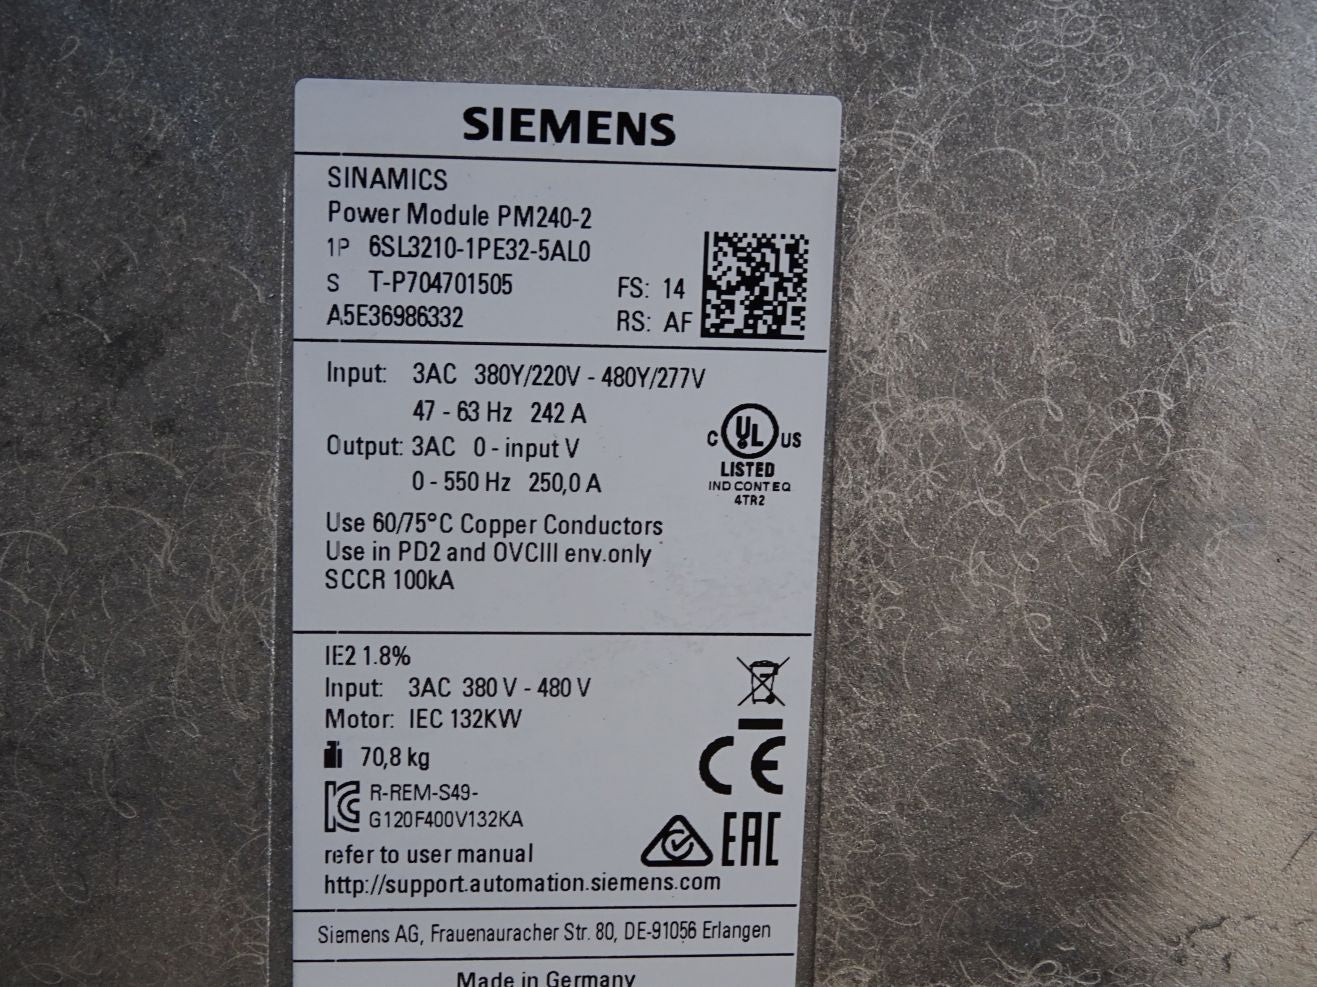 SIEMENS
SINAMICS
Power Module PM240-2
1P 6SL3210-1PE32-5AL0
S T-P704701505 FS: 14
A5E36986332 RS: AF
Input: 3AC 380Y/220V - 480Y/277V
47 - 63 Hz 242 A
Output: 3AC 0 - input V
0 - 550 Hz 250,0 A
C UL US
LISTED
IND CONT EQ
4TR2
Use 60/75°C Copper Conductors
Use in PD2 and OVCIII env.only
SCCR 100kA
IE2 1.8%
Input: 3AC 380 V - 480 V
Motor: IEC 132KW
70,8 kg
CE
R-REM-S49-
G120F400V132KA
EAC
refer to user manual
http://support.automation.siemens.com
Siemens AG, Frauenauracher Str. 80, DE-91056 Erlangen
Made in Germany